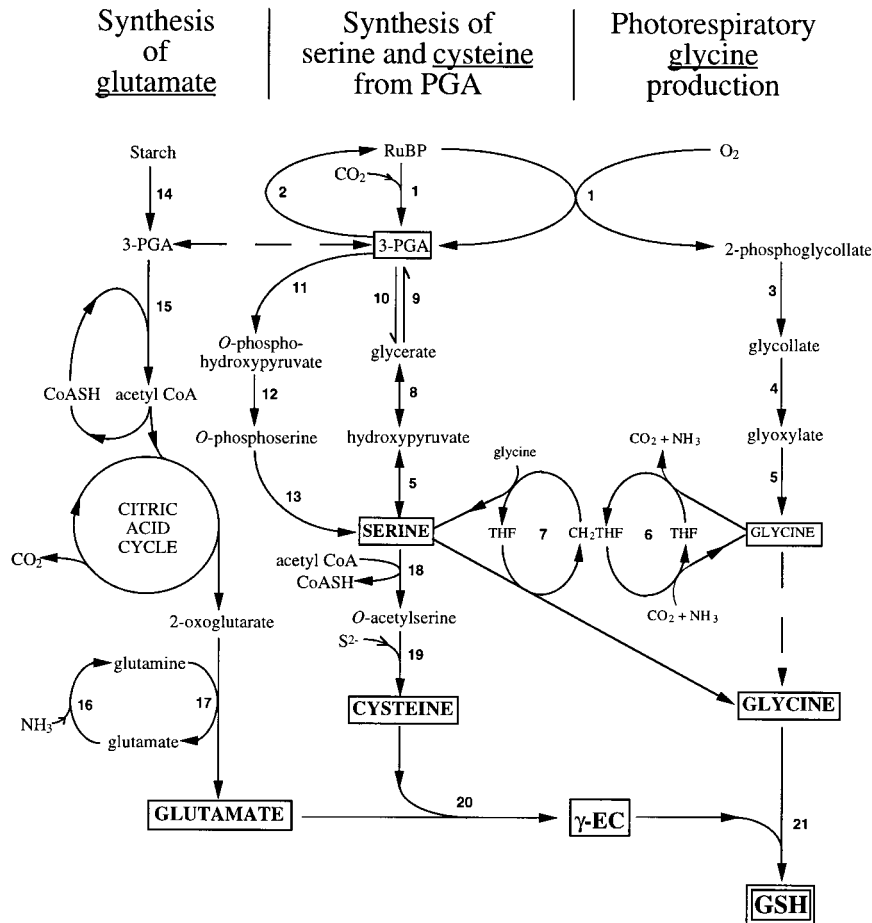 Synthesis
of
glutamate
Synthesis of
serine and cysteine
from PGA
Photorespiratory
glycine
production
Starch
RuBP
O2
CO2
14
2
1
1
3-PGA
3-PGA
2-phosphoglycollate
15
11
10
9
3
O-phospho-
hydroxypyruvate
glycerate
glycollate
CoASH
acetyl CoA
12
8
4
O-phosphoserine
hydroxypyruvate
glycine
CO2 + NH3
glyoxylate
13
5
5
CITRIC
ACID
CYCLE
SERINE
THF
7
CH2THF
6
THF
GLYCINE
CO2
acetyl CoA
CoASH
18
CO2 + NH3
2-oxoglutarate
O-acetylserine
S2-
19
glutamine
16
17
NH3
glutamate
CYSTEINE
GLYCINE
20
GLUTAMATE
γ-EC
21
GSH